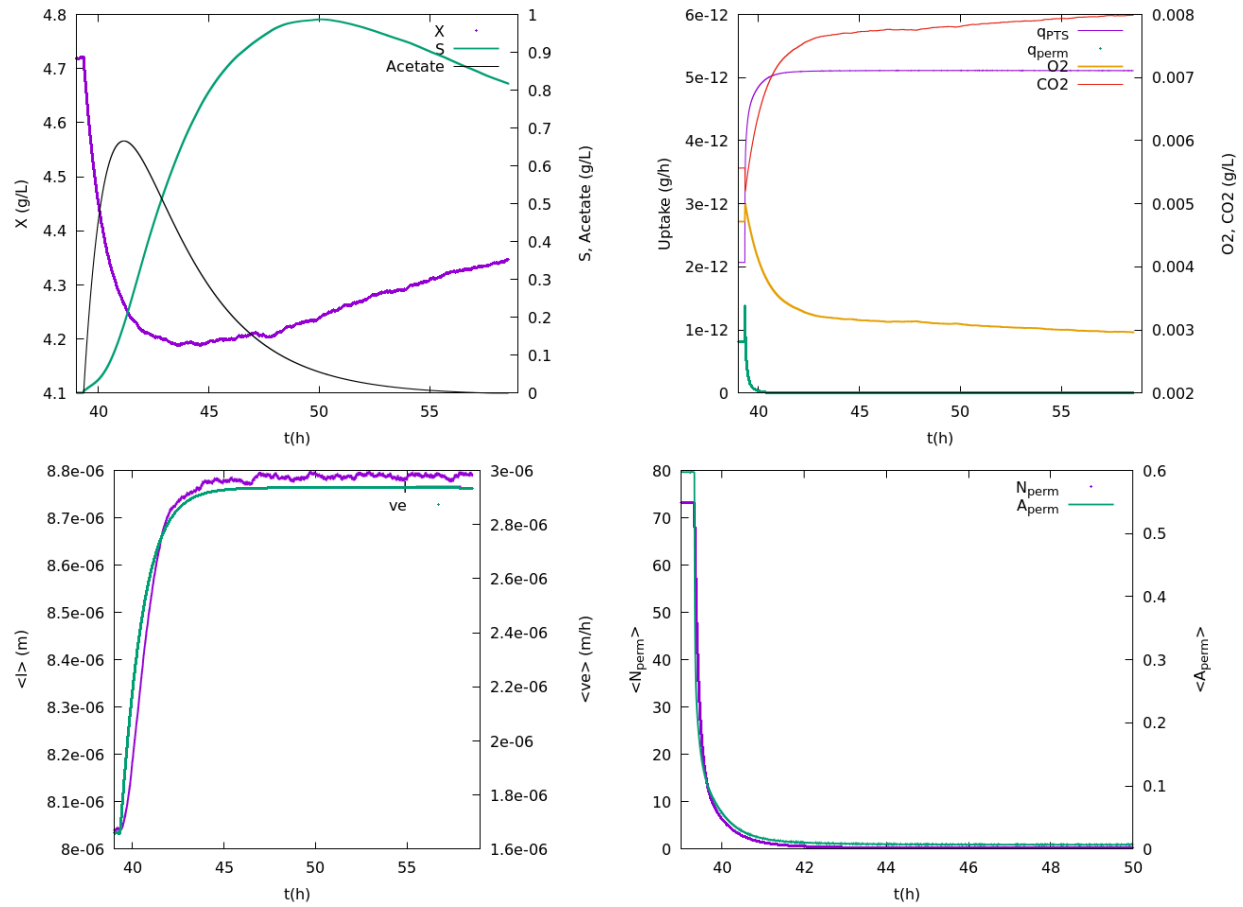 4.8
4.7
4.6
4.5
4.4
4.3
4.2
4.1
X (g/L)
40
45
50
55
t(h)
1
0.9
0.8
0.7
0.6
0.5
0.4
0.3
0.2
0.1
0
S, Acetate (g/L)
X
S
Acetate
6e-12
5e-12
4e-12
3e-12
2e-12
1e-12
0
Uptake (g/h)
40
45
50
55
t(h)
0.008
0.007
0.006
0.005
0.004
0.003
0.002
O2, CO2 (g/L)
qPTS
qperm
O2
CO2
8.8e-06
8.7e-06
8.6e-06
8.5e-06
8.4e-06
8.3e-06
8.2e-06
8.1e-06
8e-06
<l> (m)
40
45
50
55
t(h)
3e-06
2.8e-06
2.6e-06
2.4e-06
2.2e-06
2e-06
1.8e-06
1.6e-06
<ve> (m/h)
ve
80
70
60
50
40
30
20
10
0
<Nperm>
40
42
44
46
48
50
t(h)
0.6
0.5
0.4
0.3
0.2
0.1
0
<Aperm>
Nperm
Aperm